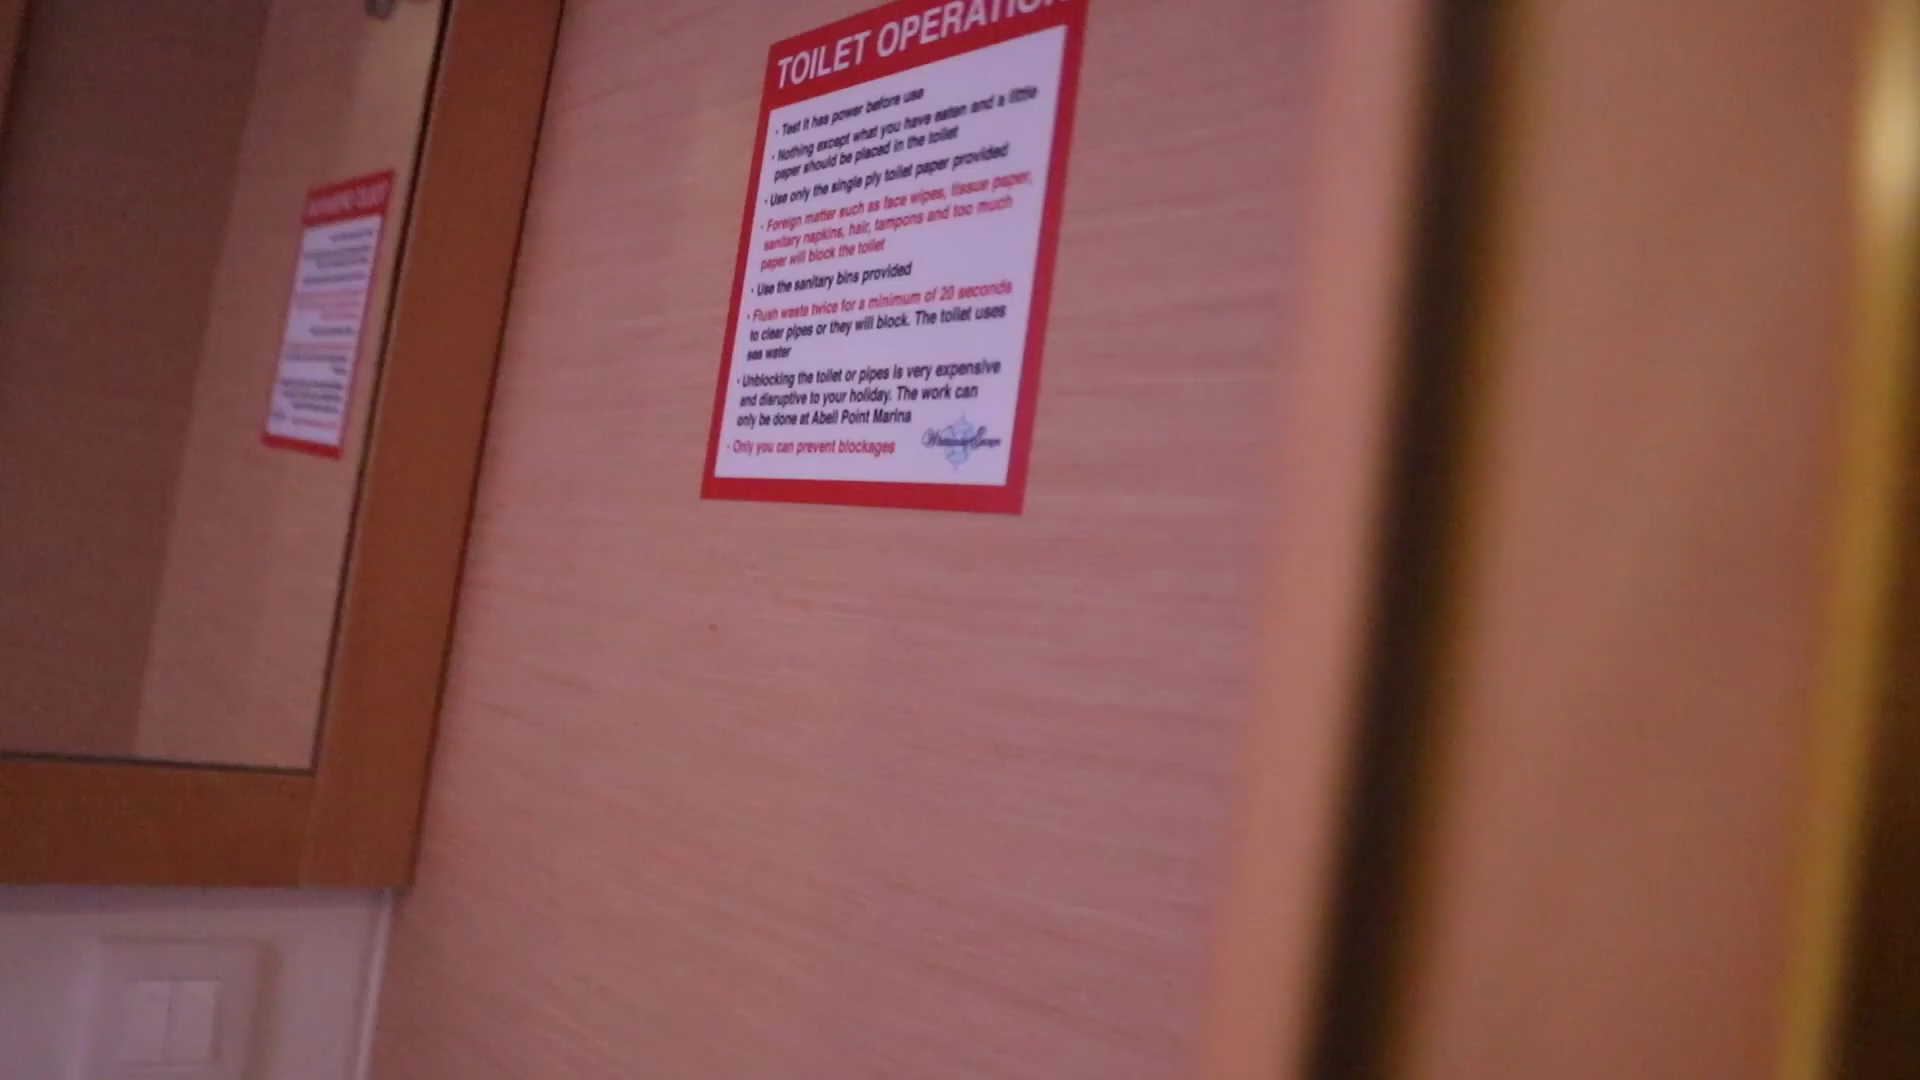 TOILET OPERATION
· Test it has power before use
· Nothing except what you have eaten and a little
paper should be placed in the toilet
· Use only the single ply toilet paper provided
· Foreign matter such as face wipes, tissue paper,
sanitary napkins, hair, tampons and too much
paper will block the toilet
· Use the sanitary bins provided
· Flush waste twice for a minimum of 20 seconds
to clear pipes or they will block. The toilet uses
sea water
· Unblocking the toilet or pipes is very expensive
and disruptive to your holiday. The work can
only be done at Abell Point Marina
· Only you can prevent blockages
Whitsunday Escape